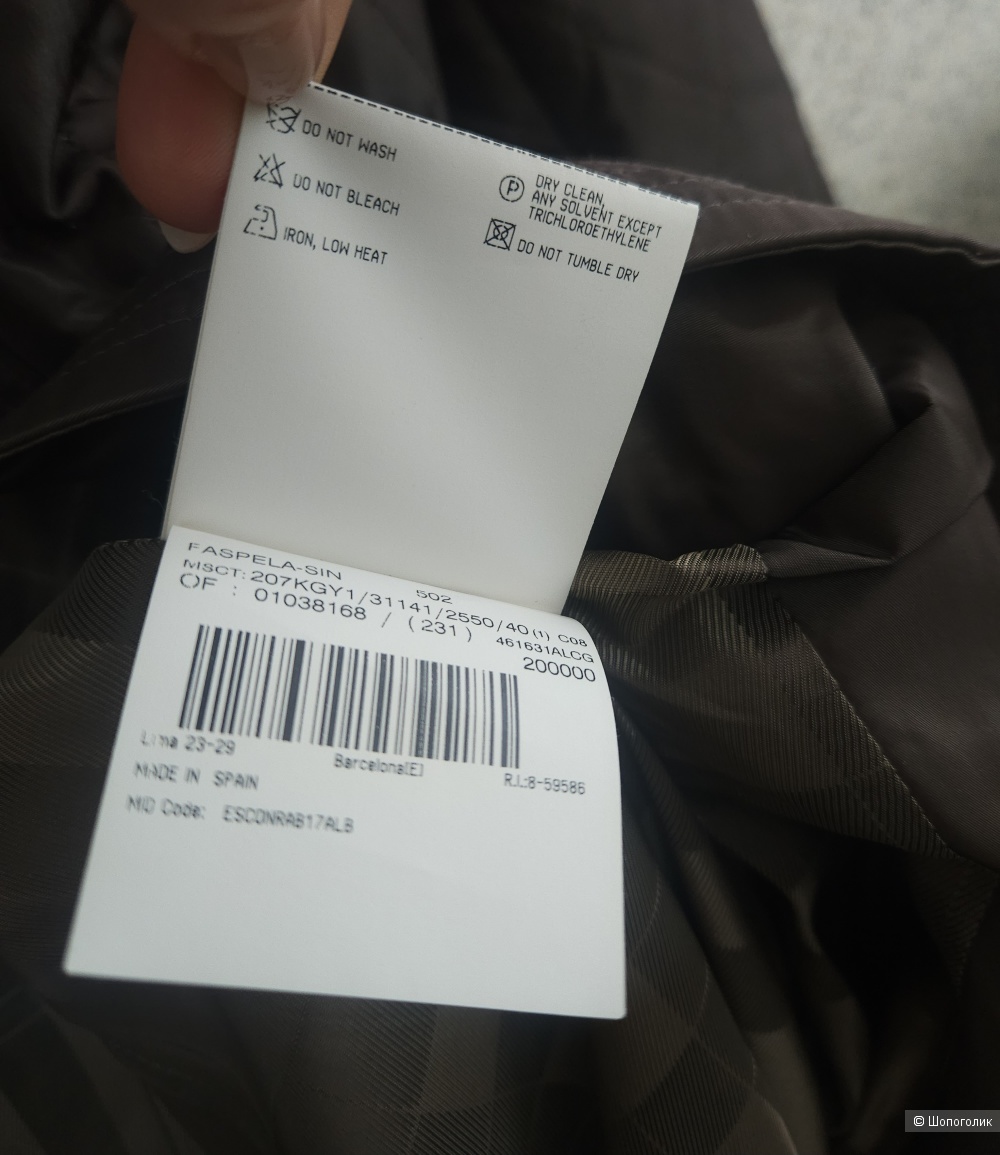 DO NOT WASH
DO NOT BLEACH
IRON, LOW HEAT
P
DRY CLEAN,
ANY SOLVENT EXCEPT
TRICHLOROETHYLENE
DO NOT TUMBLE DRY
FASPELA-SIN 502
MSCT: 207KGY1/31141/2550/40(1) C08
OF : 01038168 / (231) 461631ALCG
200000
Lima 23-29
Barcelona[E]
R.I.:8-59586
MADE IN SPAIN
MID Code: ESCONRAB17ALB
© Шопоголик